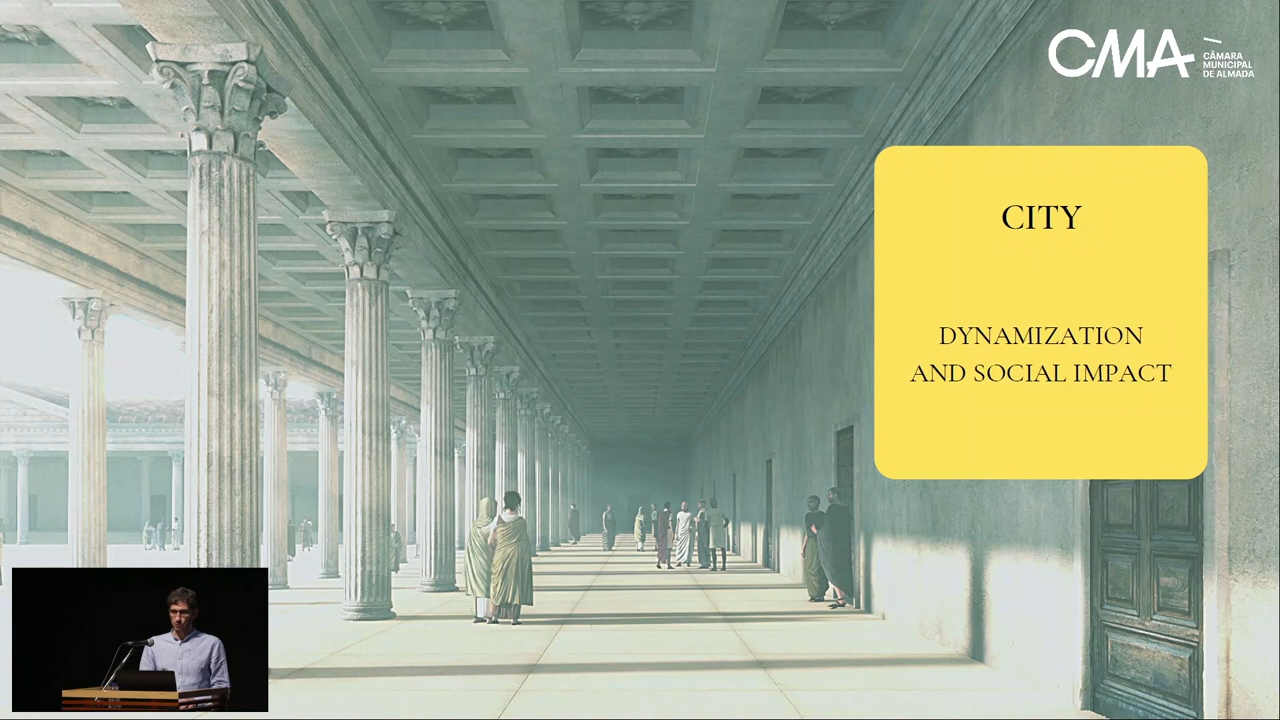 CMA
CÂMARA
MUNICIPAL
DE ALMADA
CITY
DYNAMIZATION
AND SOCIAL IMPACT